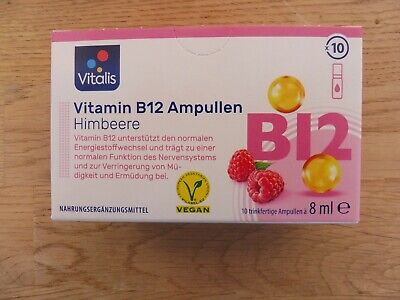 Vitalis
x10
Vitamin B12 Ampullen
Himbeere
Vitamin B12 unterstützt den normalen
Energiestoffwechsel und trägt zu einer
normalen Funktion des Nervensystems
und zur Verringerung von Mü-
digkeit und Ermüdung bei.
B12
VEGAN
NAHRUNGSERGÄNZUNGSMITTEL
10 trinkfertige Ampullen à 8 ml e